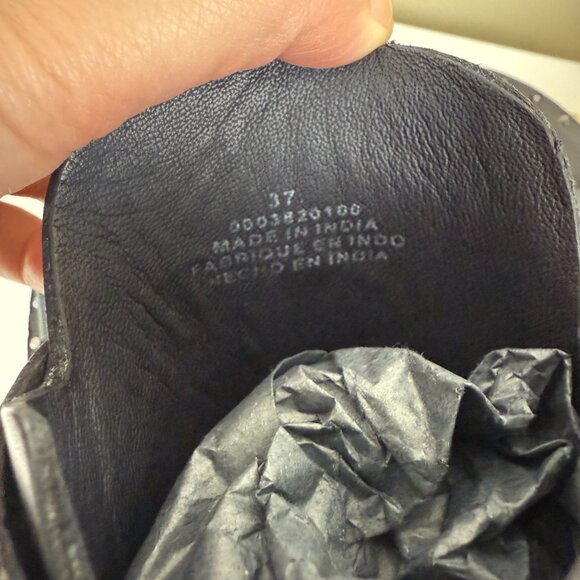 37
0003820100
MADE IN INDIA
FABRIQUE EN INDO
HECHO EN INDIA